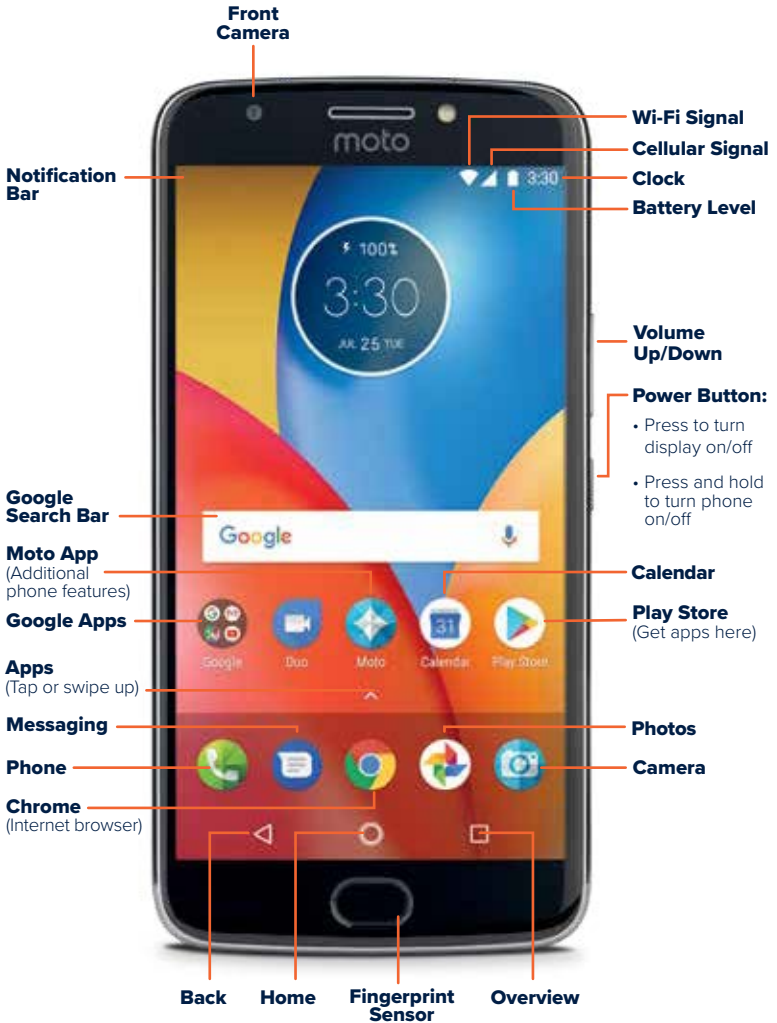 Front
Camera
moto
Wi-Fi Signal
Cellular Signal
Notification
Bar
3:30
Clock
Battery Level
100%
3:30
JUL 25 TUE
Volume
Up/Down
Power Button:
• Press to turn
display on/off
• Press and hold
to turn phone
on/off
Google
Search Bar
Google
Moto App
(Additional
phone features)
Calendar
Google Apps
31
Play Store
(Get apps here)
Google
Duo
Moto
Calendar
Play Store
Apps
(Tap or swipe up)
Messaging
Photos
Phone
Camera
Chrome
(Internet browser)
Back
Home
Fingerprint
Sensor
Overview